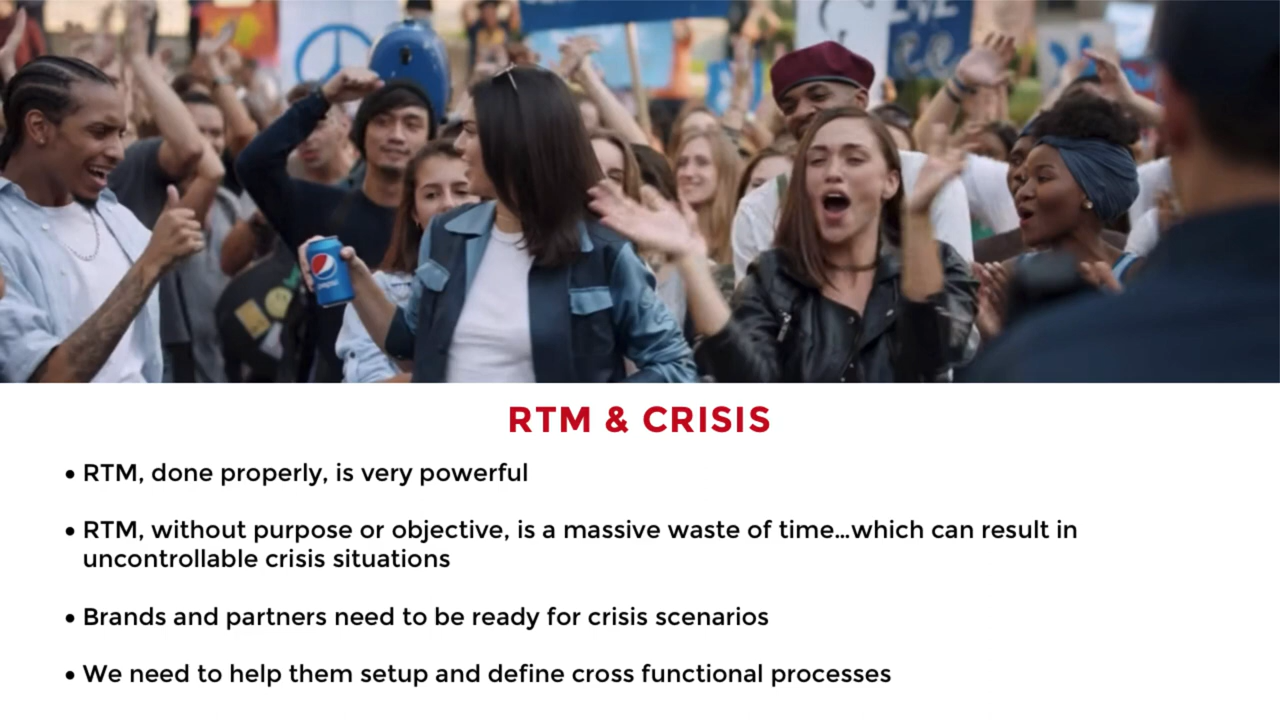 PEPSI
RTM & CRISIS
• RTM, done properly, is very powerful
• RTM, without purpose or objective, is a massive waste of time...which can result in
uncontrollable crisis situations
• Brands and partners need to be ready for crisis scenarios
• We need to help them setup and define cross functional processes